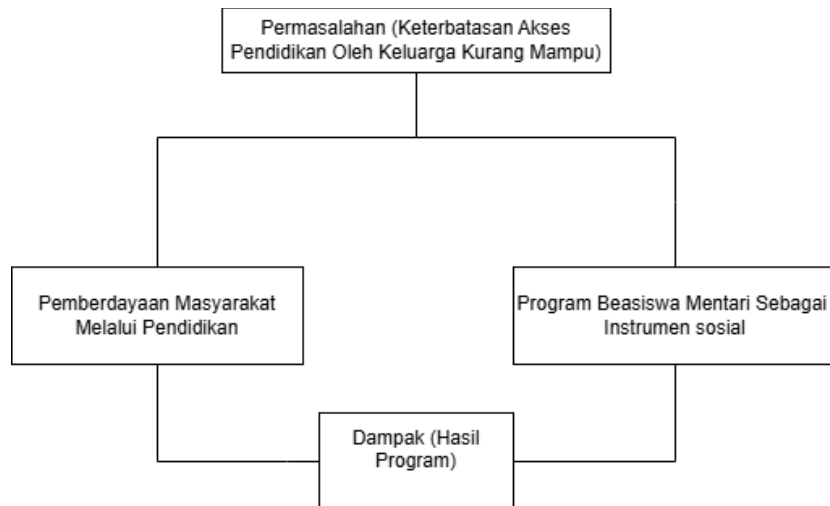 Permasalahan (Keterbatasan Akses
Pendidikan Oleh Keluarga Kurang Mampu)
Pemberdayaan Masyarakat
Melalui Pendidikan
Program Beasiswa Mentari Sebagai
Instrumen sosial
Dampak (Hasil
Program)